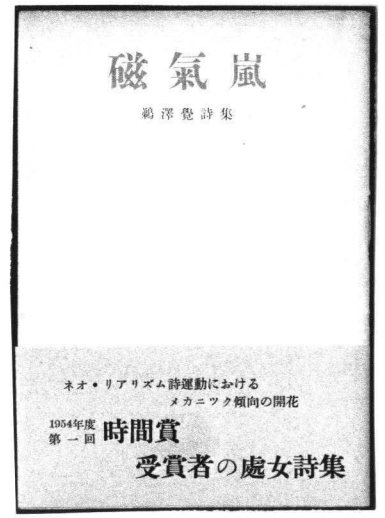 磁氣嵐
鵜澤覺詩集
ネオ・リアリズム詩運動における
メカニツク傾向の開花
1954年度
第一回 時間賞
受賞者の處女詩集